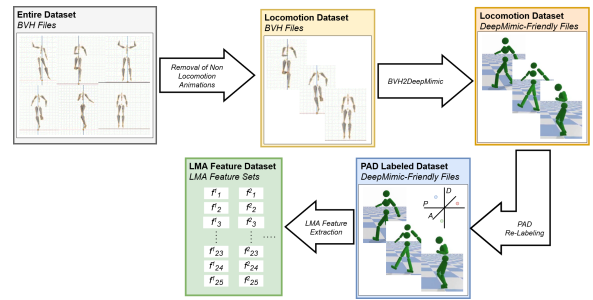 Entire Dataset
BVH Files
Removal of Non
Locomotion
Animations
Locomotion Dataset
BVH Files
BVH2DeepMimic
Locomotion Dataset
DeepMimic-Friendly Files
PAD
Re-Labeling
PAD Labeled Dataset
DeepMimic-Friendly Files
D
P
A
LMA Feature
Extraction
LMA Feature Dataset
LMA Feature Sets
f¹₁ f²₁
f¹₂ f²₂
f¹₃ f²₃
⋮ ⋮ ....
f¹₂₃ f²₂₃
f¹₂₄ f²₂₄
f¹₂₅ f²₂₅